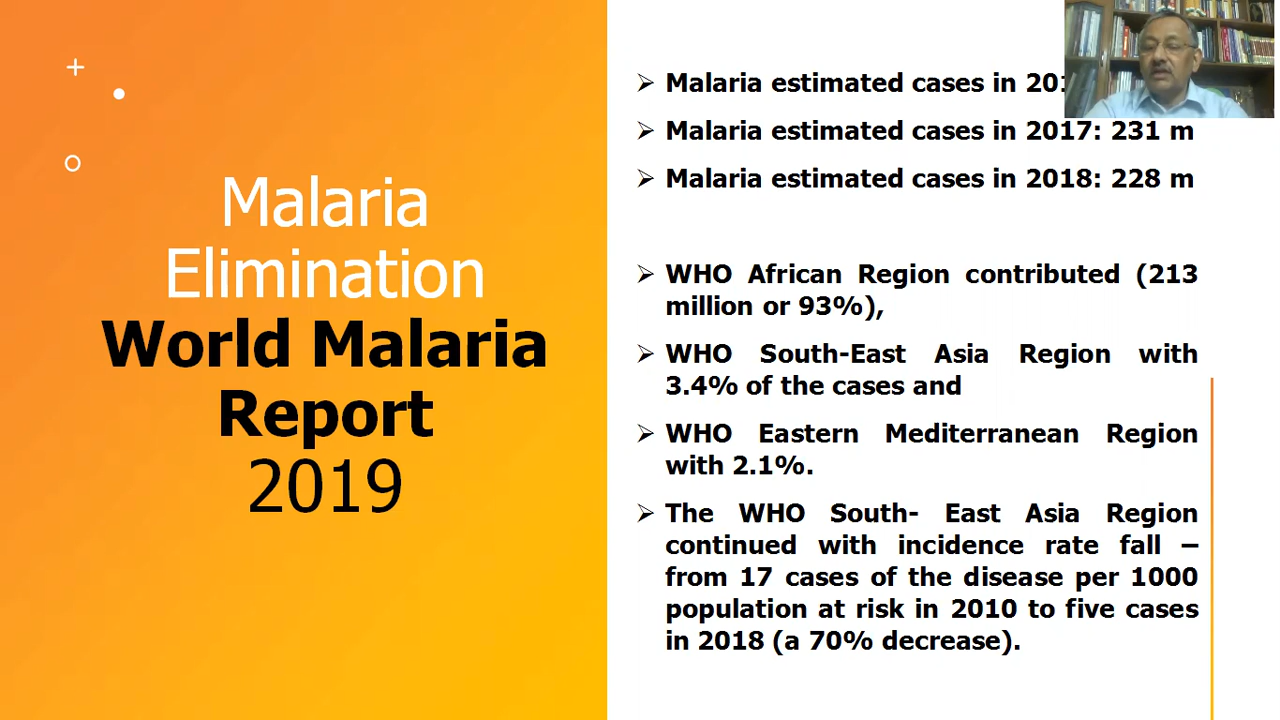 Malaria
Elimination
World Malaria
Report
2019
➢ Malaria estimated cases in
➢ Malaria estimated cases in 2017: 231 m
➢ Malaria estimated cases in 2018: 228 m
➢ WHO African Region contributed (213
million or 93%),
➢ WHO South-East Asia Region with
3.4% of the cases and
➢ WHO Eastern Mediterranean Region
with 2.1%.
➢ The WHO South- East Asia Region
continued with incidence rate fall –
from 17 cases of the disease per 1000
population at risk in 2010 to five cases
in 2018 (a 70% decrease).